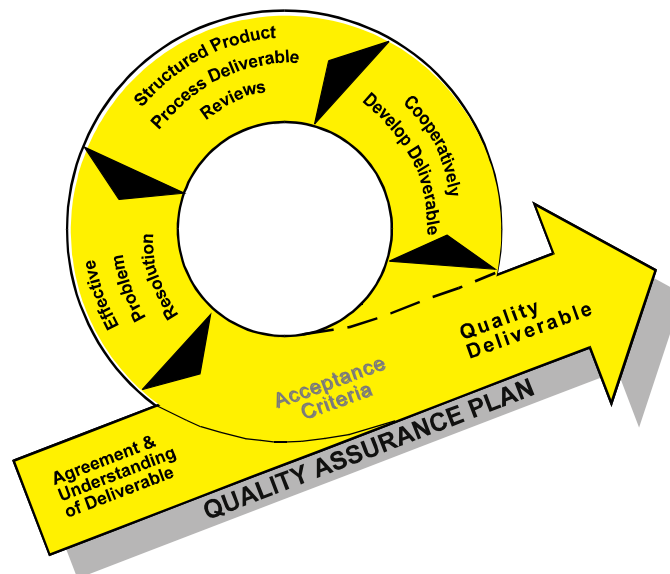 Structured Product
Process Deliverable
Reviews
Cooperatively
Develop Deliverable
Effective
Problem
Resolution
Quality
Deliverable
Acceptance
Criteria
Agreement &
Understanding
of Deliverable
QUALITY ASSURANCE PLAN